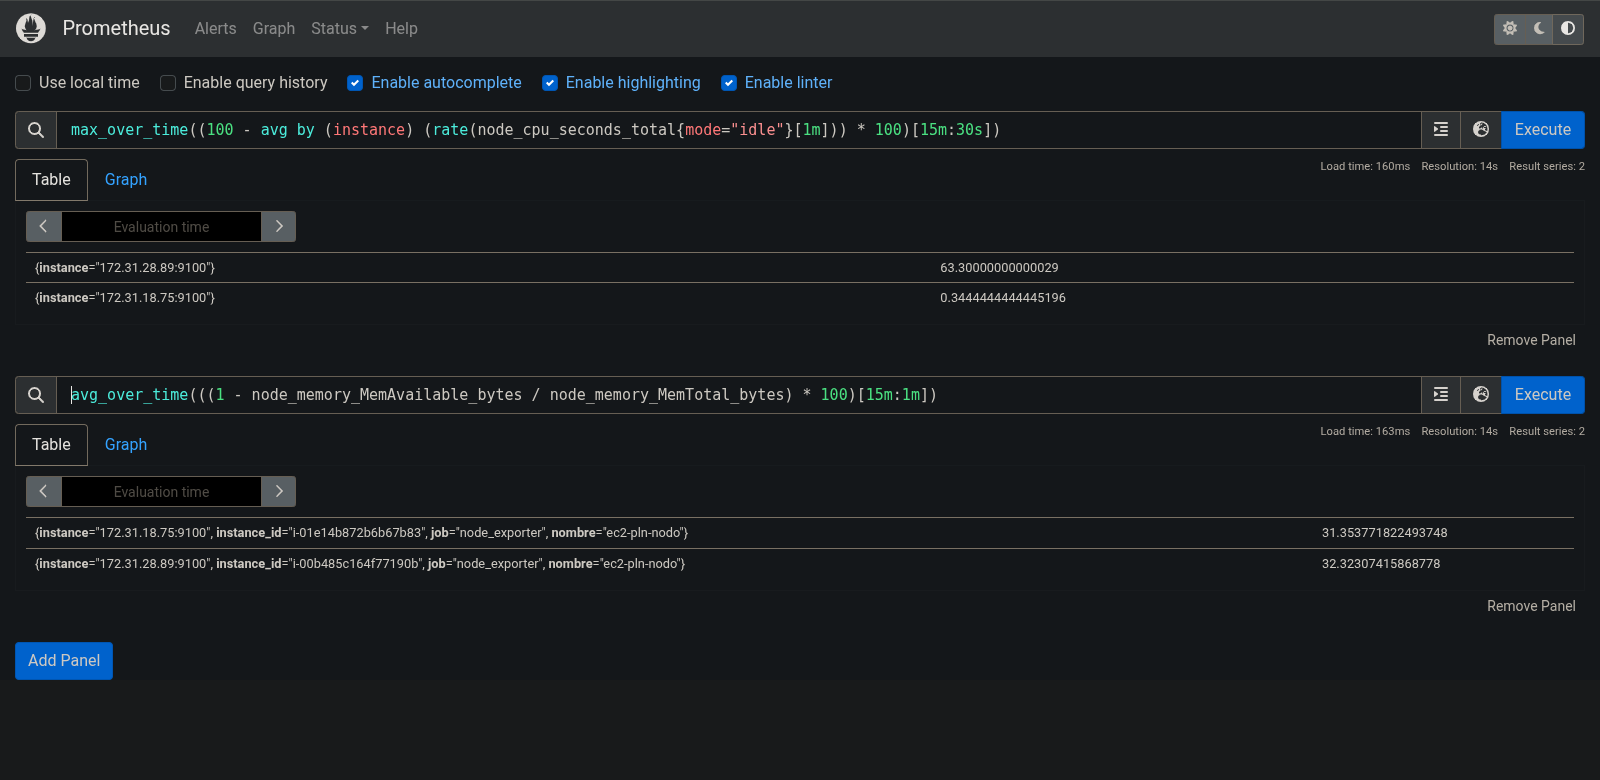 Prometheus Alerts Graph Status Help
Use local time Enable query history Enable autocomplete Enable highlighting Enable linter
max_over_time((100 - avg by (instance) (rate(node_cpu_seconds_total{mode="idle"}[1m])) * 100)[15m:30s]) Execute
Table Graph Load time: 160ms Resolution: 14s Result series: 2
Evaluation time
{instance="172.31.28.89:9100"} 63.30000000000029
{instance="172.31.18.75:9100"} 0.3444444444445196
Remove Panel
avg_over_time(((1 - node_memory_MemAvailable_bytes / node_memory_MemTotal_bytes) * 100)[15m:1m]) Execute
Table Graph Load time: 163ms Resolution: 14s Result series: 2
Evaluation time
{instance="172.31.18.75:9100", instance_id="i-01e14b872b6b67b83", job="node_exporter", nombre="ec2-pln-nodo"} 31.353771822493748
{instance="172.31.28.89:9100", instance_id="i-00b485c164f77190b", job="node_exporter", nombre="ec2-pln-nodo"} 32.32307415868778
Remove Panel
Add Panel